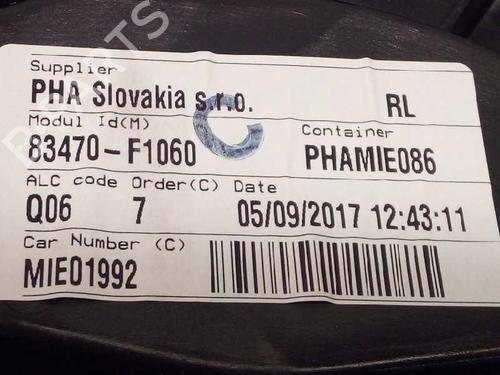 Supplier
PHA Slovakia s.r.o.
RL
Modul Id(M)
Container
83470-F1060
C
PHAMIE086
ALC code Order(C) Date
Q06 7 05/09/2017 12:43:11
Car Number (C)
MIE01992